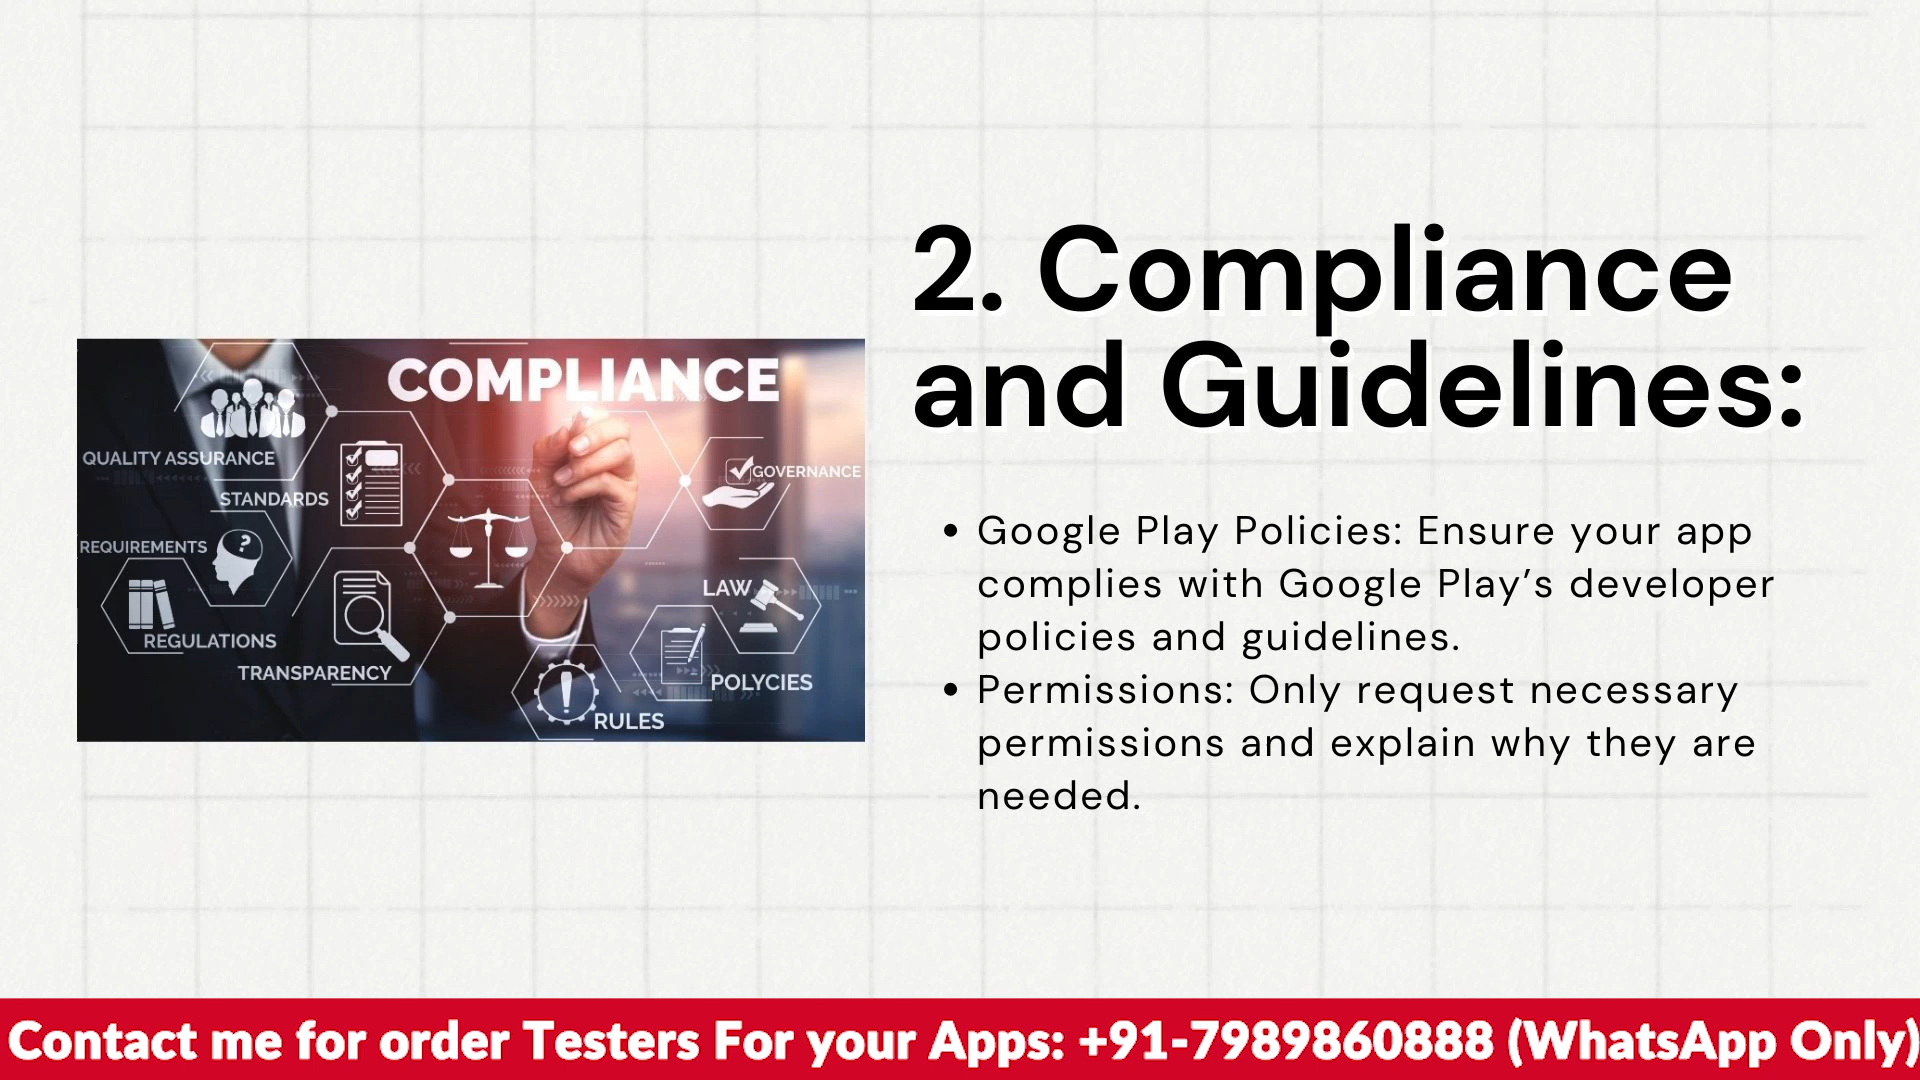 2. Compliance
and Guidelines:
COMPLIANCE
QUALITY ASSURANCE
GOVERNANCE
STANDARDS
REQUIREMENTS
?
LAW
REGULATIONS
TRANSPARENCY
POLYCIES
!
RULES
• Google Play Policies: Ensure your app
complies with Google Play’s developer
policies and guidelines.
• Permissions: Only request necessary
permissions and explain why they are
needed.
Contact me for order Testers For your Apps: +91-7989860888 (WhatsApp Only)